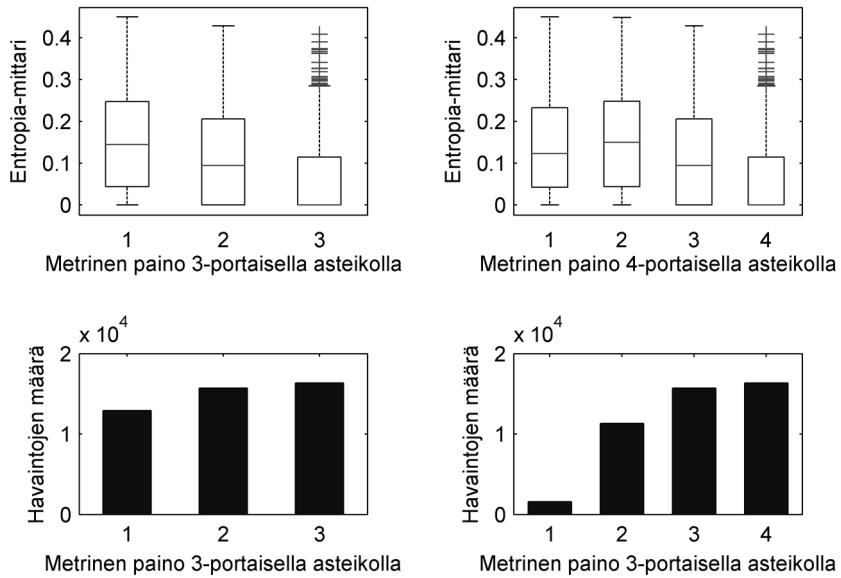 Entropia-mittari
0.4
0.3
0.2
0.1
0
1 2 3
Metrinen paino 3-portaisella asteikolla
Entropia-mittari
0.4
0.3
0.2
0.1
0
1 2 3 4
Metrinen paino 4-portaisella asteikolla
x 10^4
Havaintojen määrä
2
1
0
1 2 3
Metrinen paino 3-portaisella asteikolla
x 10^4
Havaintojen määrä
2
1
0
1 2 3 4
Metrinen paino 3-portaisella asteikolla